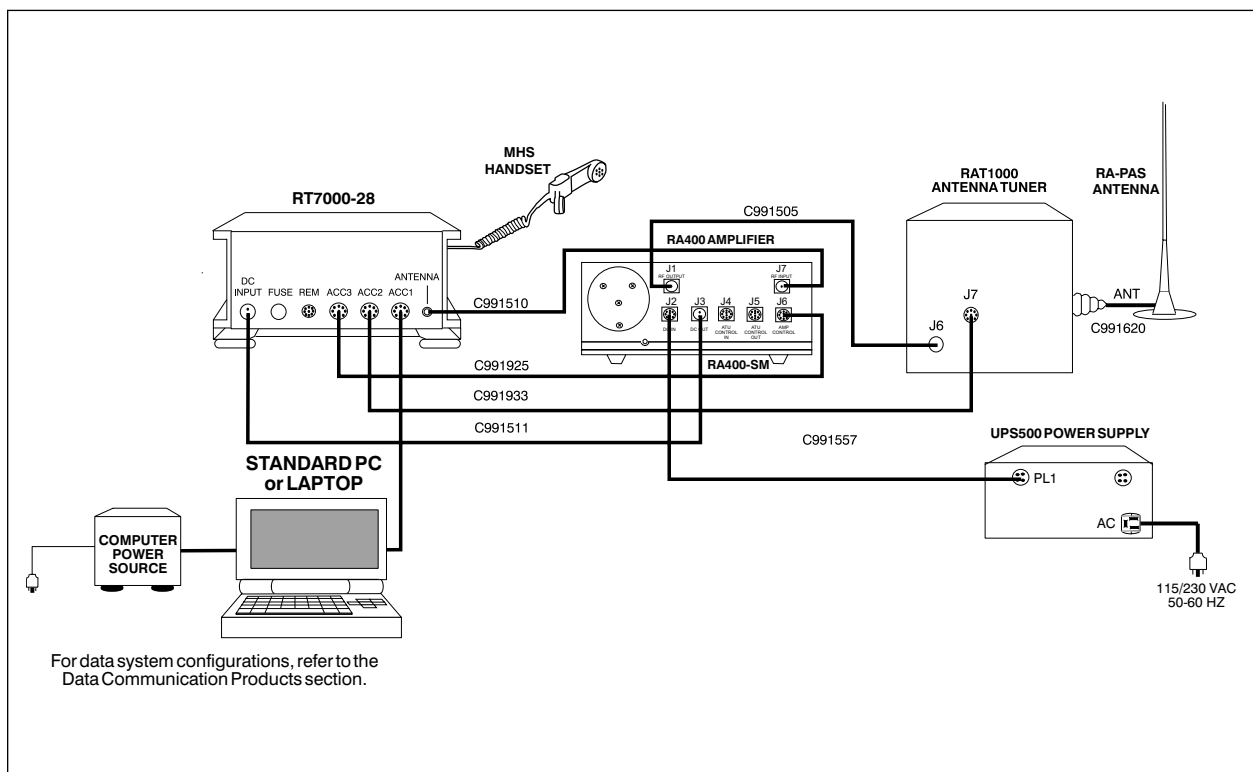 MHS
HANDSET
RT7000-28
DC
INPUT
FUSE
REM
ACC3
ACC2
ACC1
ANTENNA
C991505
C991510
RA400 AMPLIFIER
J1
RF OUTPUT
J7
RF INPUT
J2
DC IN
J3
DC OUT
J4
ATU
CONTROL
IN
J5
ATU
CONTROL
OUT
J6
AMP
CONTROL
RA400-SM
RAT1000
ANTENNA TUNER
J7
J6
RA-PAS
ANTENNA
ANT
C991620
C991925
C991933
C991511
C991557
UPS500 POWER SUPPLY
PL1
AC
115/230 VAC
50-60 HZ
STANDARD PC
or LAPTOP
COMPUTER
POWER
SOURCE
For data system configurations, refer to the
Data Communication Products section.